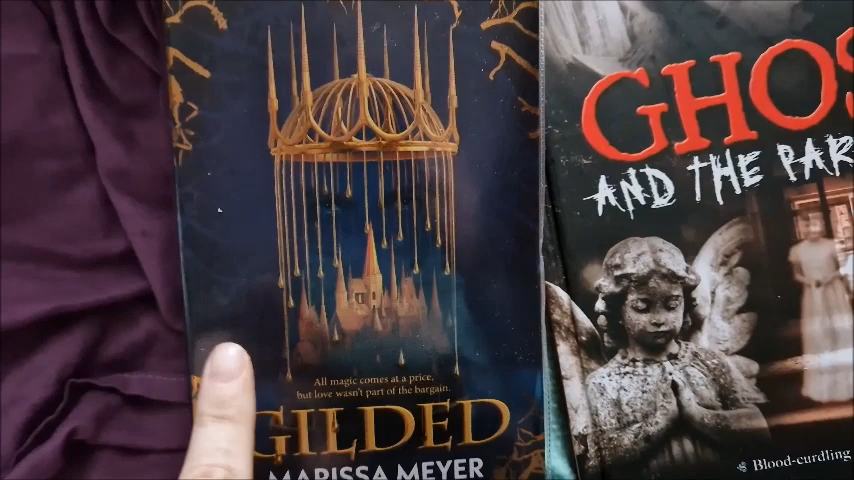 All magic comes at a price,
but love wasn't part of the bargain.
GILDED
MARISSA MEYER
GHOS
AND THE PAR
Blood-curdling